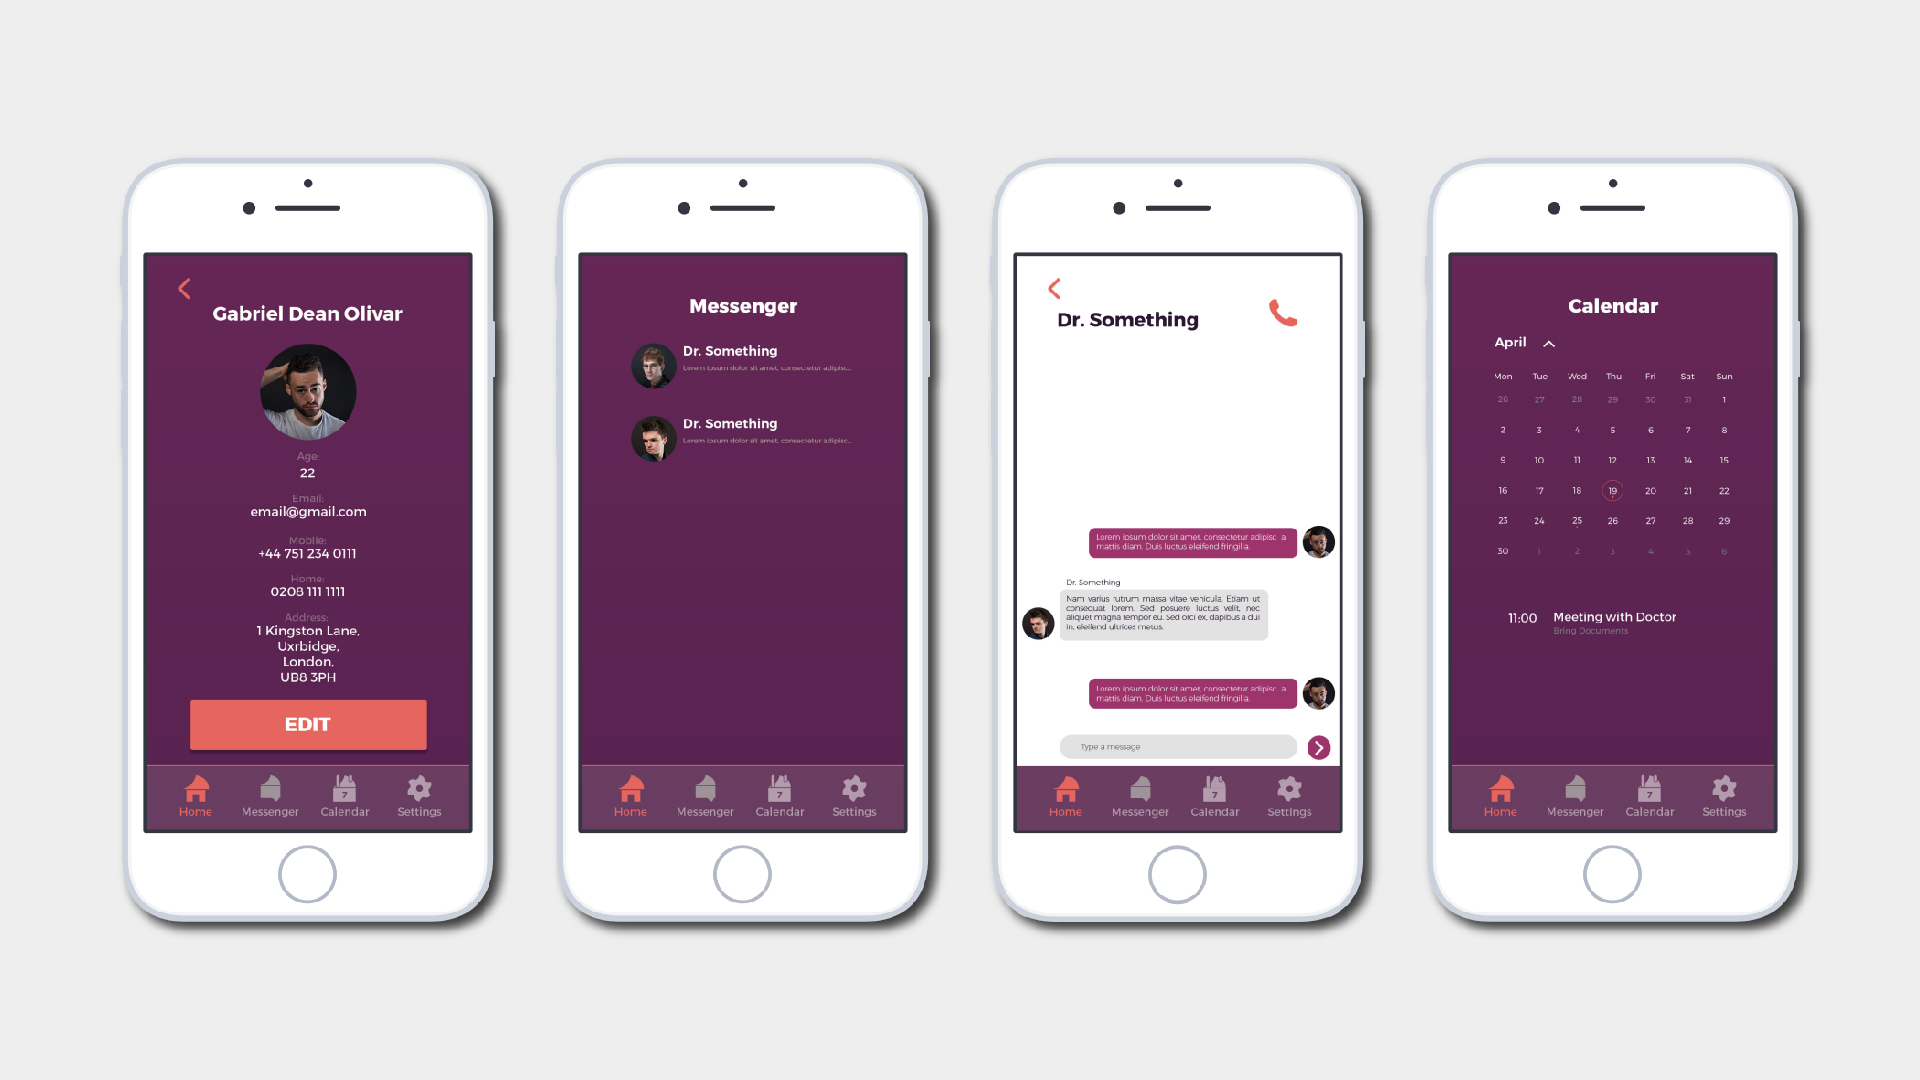 Gabriel Dean Olivar
Age:
22
Email:
email@gmail.com
Mobile:
+44 751 234 0111
Home:
0208 111 1111
Address:
1 Kingston Lane,
Uxrbidge,
London,
UB8 3PH
EDIT
Home Messenger 7 Calendar Settings
Messenger
Dr. Something
Lorem ipsum dolor sit amet, consectetur adipisc...
Dr. Something
Lorem ipsum dolor sit amet, consectetur adipisc...
Home Messenger 7 Calendar Settings
Dr. Something
Lorem ipsum dolor sit amet, consectetur adipisc a
mattis diam. Duis luctus eleifend fringilla.
Dr. Something
Nam varius rutrum massa vitae vehicula. Etiam ut
consequat lorem. Sed posuere luctus velit, nec
aliquet magna tempor eu. Sed orci ex, dapibus a dui
in, eleifend ultrices metus.
Lorem ipsum dolor sit amet, consectetur adipisc a
mattis diam. Duis luctus eleifend fringilla.
Type a message
Home Messenger 7 Calendar Settings
Calendar
April
Mon Tue Wed Thu Fri Sat Sun
26 27 28 29 30 31 1
2 3 4 5 6 7 8
9 10 11 12 13 14 15
16 17 18 19 20 21 22
23 24 25 26 27 28 29
30 1 2 3 4 5 6
11:00 Meeting with Doctor
Bring Documents
Home Messenger 7 Calendar Settings